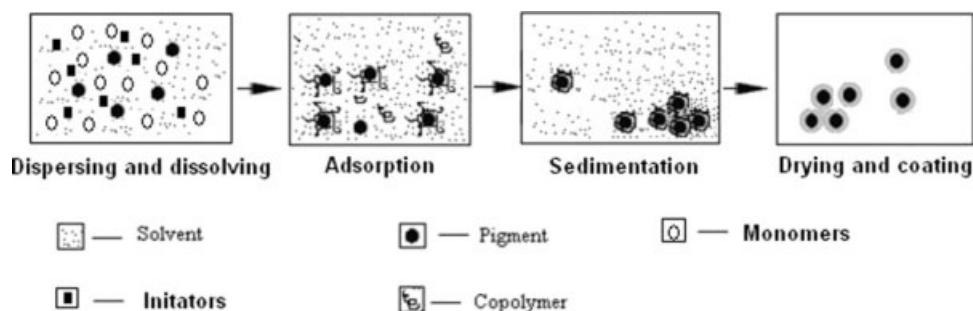 Dispersing and dissolving
Adsorption
Sedimentation
Drying and coating
Solvent
Pigment
Monomers
Initators
Copolymer